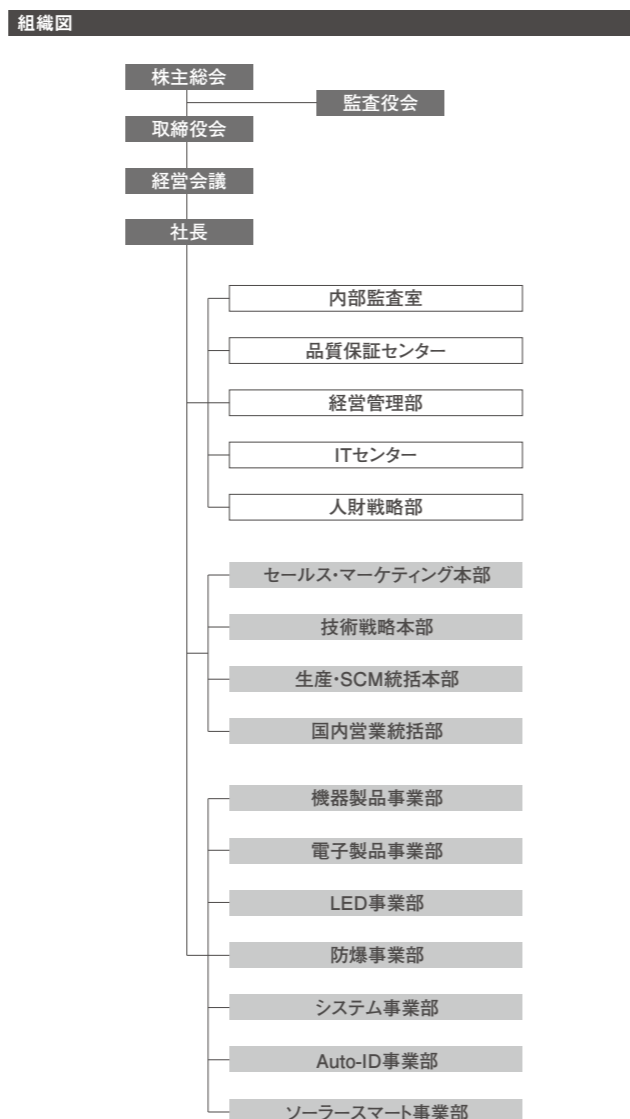 組織図
株主総会
監査役会
取締役会
経営会議
社長
内部監査室
品質保証センター
経営管理部
ITセンター
人財戦略部
セールス・マーケティング本部
技術戦略本部
生産・SCM統括本部
国内営業統括部
機器製品事業部
電子製品事業部
LED事業部
防爆事業部
システム事業部
Auto-ID事業部
ソーラースマート事業部